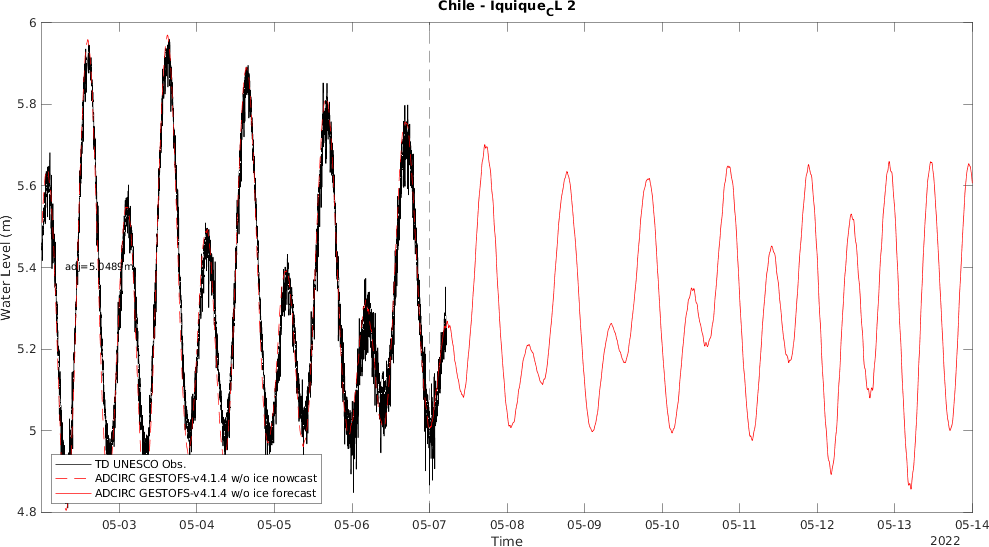 Chile - Iquique_CL 2
6
5.8
5.6
5.4
5.2
5
4.8
Water Level (m)
adj=5.0489m
TD UNESCO Obs.
ADCIRC GESTOFS-v4.1.4 w/o ice nowcast
ADCIRC GESTOFS-v4.1.4 w/o ice forecast
05-03 05-04 05-05 05-06 05-07 05-08 05-09 05-10 05-11 05-12 05-13 05-14
Time
2022